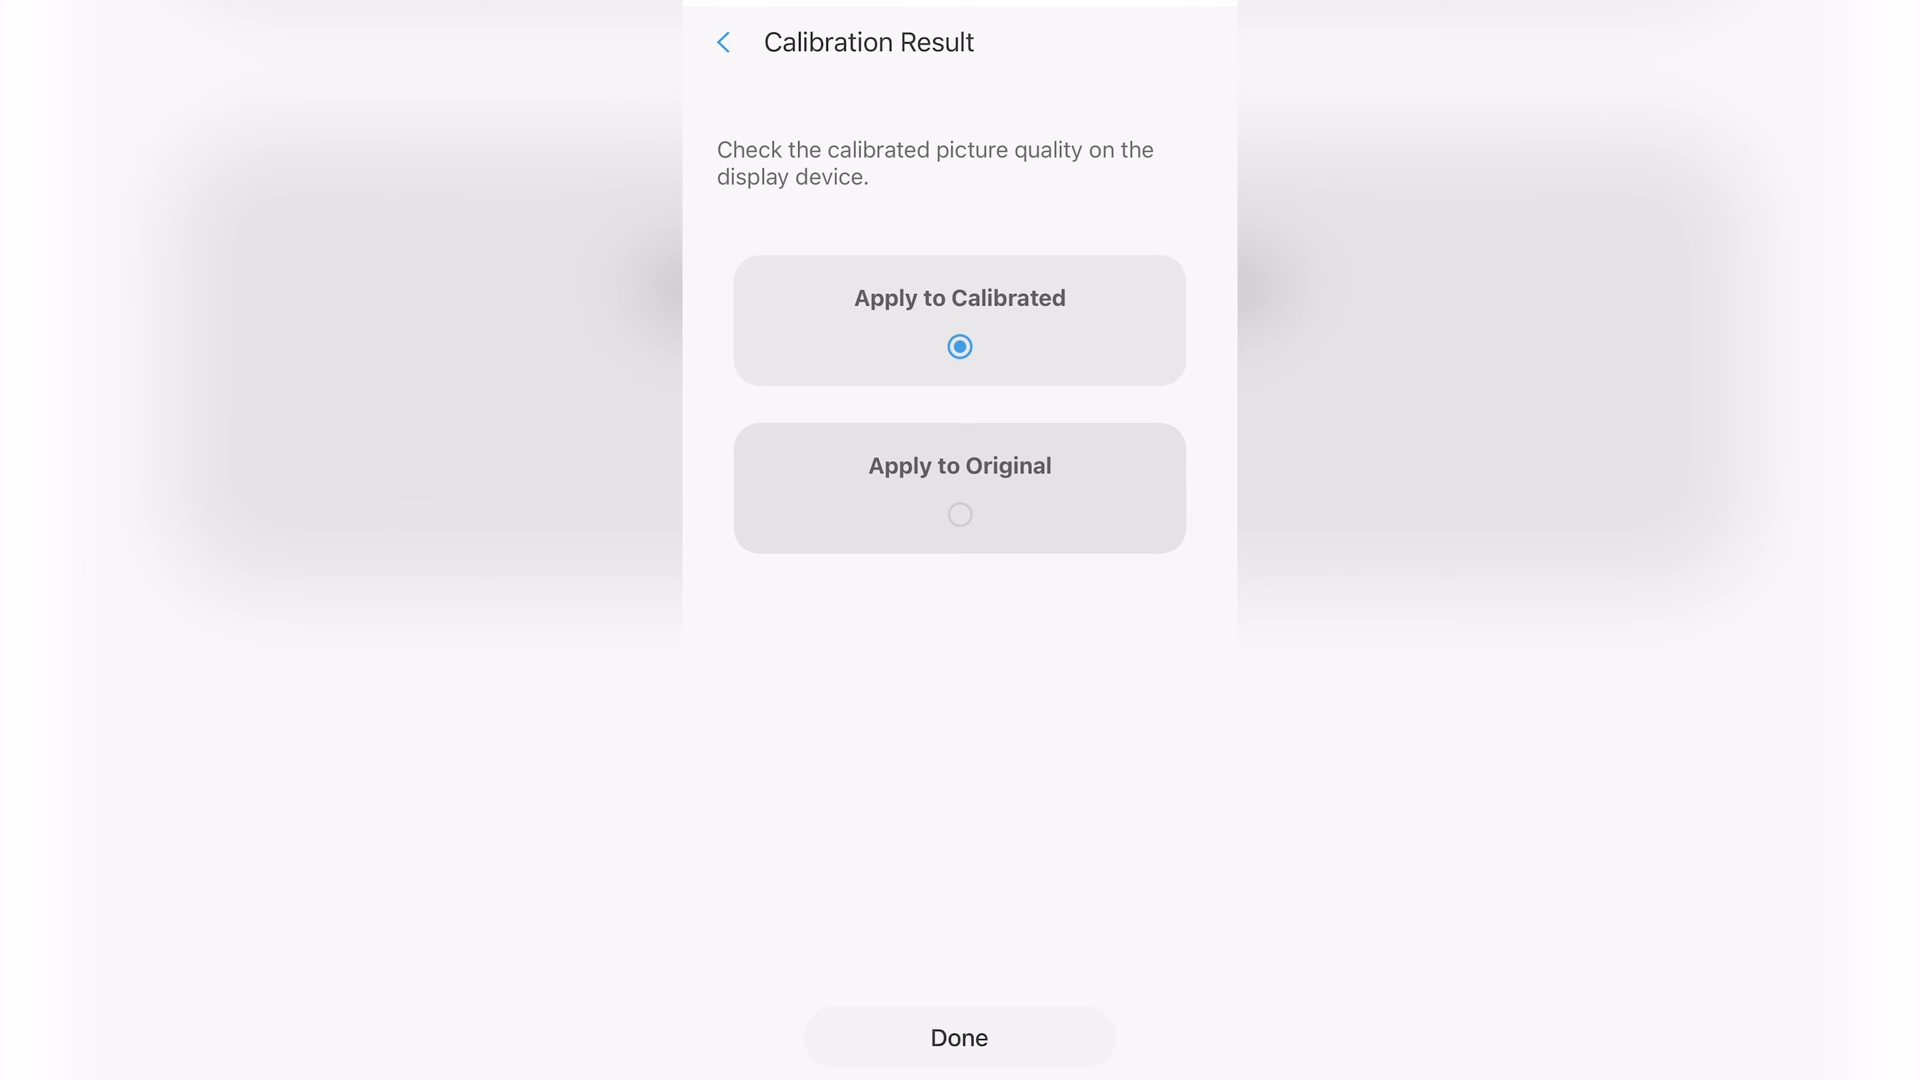 Calibration Result
Check the calibrated picture quality on the
display device.
Apply to Calibrated
Apply to Original
Done